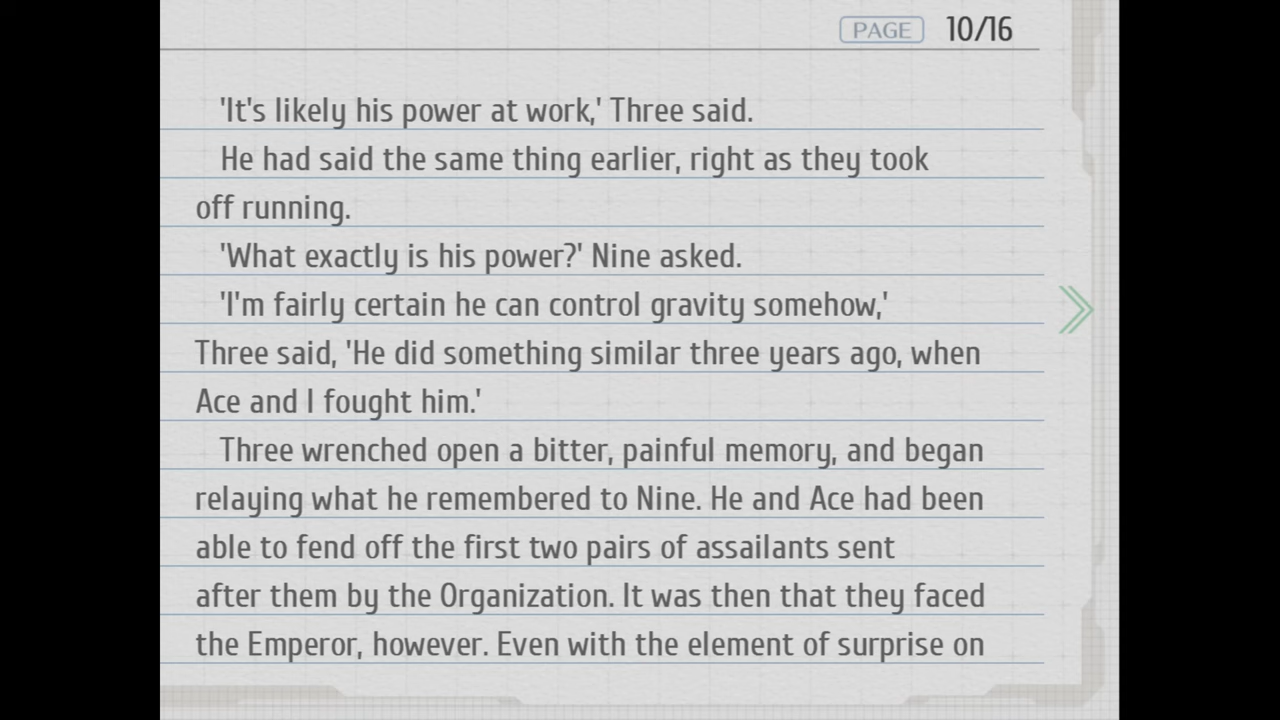 PAGE 10/16
'It's likely his power at work,' Three said.
He had said the same thing earlier, right as they took
off running.
'What exactly is his power?' Nine asked.
'I'm fairly certain he can control gravity somehow,'
Three said, 'He did something similar three years ago, when
Ace and I fought him.'
Three wrenched open a bitter, painful memory, and began
relaying what he remembered to Nine. He and Ace had been
able to fend off the first two pairs of assailants sent
after them by the Organization. It was then that they faced
the Emperor, however. Even with the element of surprise on